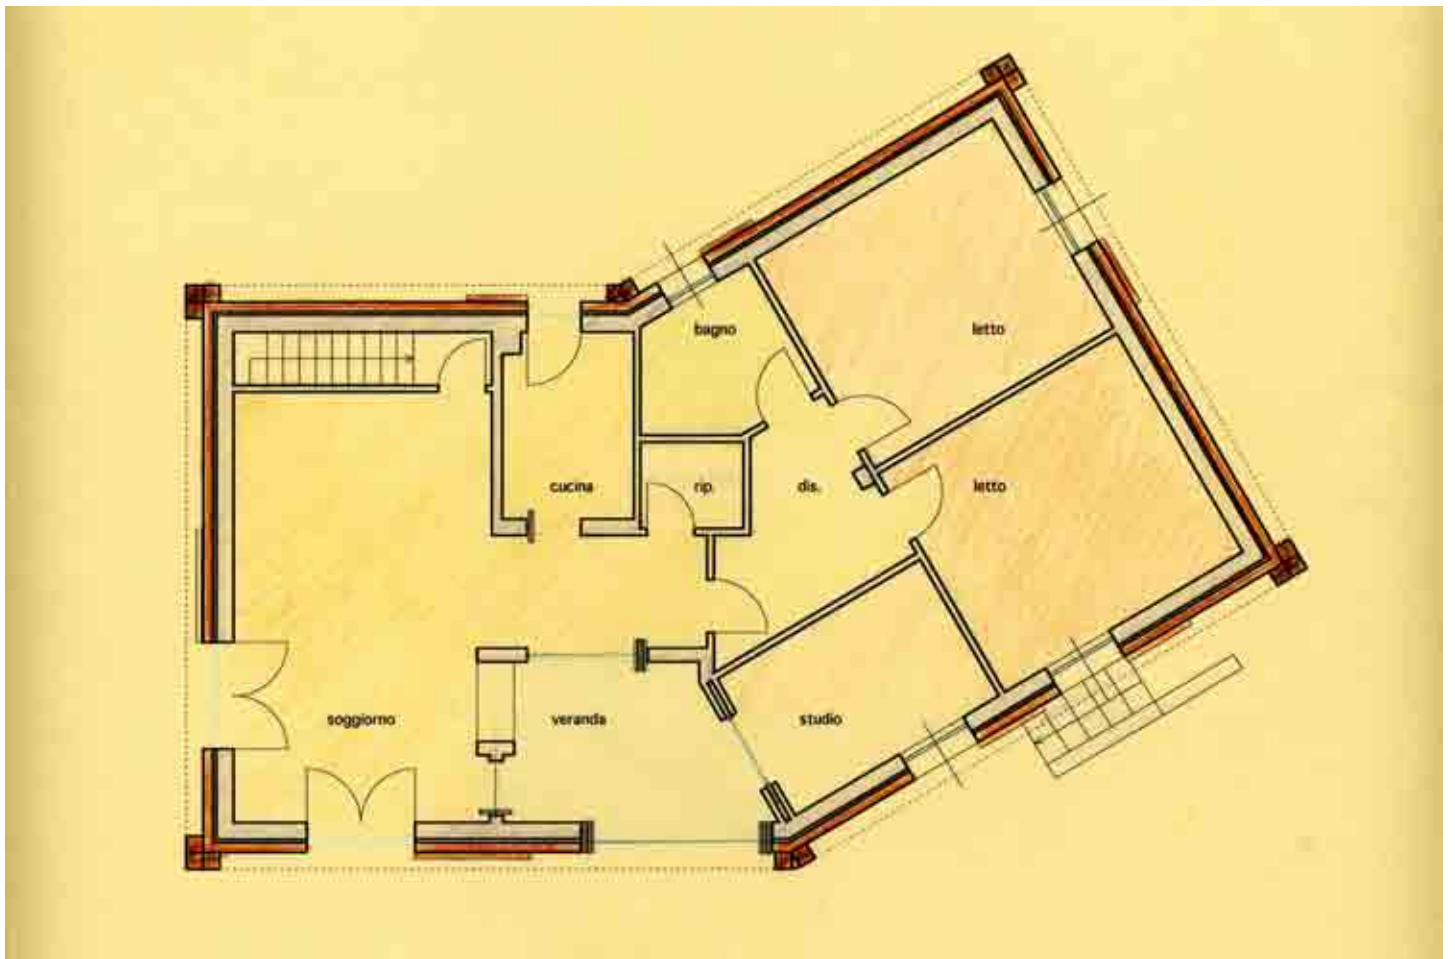 bagno
letto
cucina
rip.
dis.
letto
soggiorno
veranda
studio